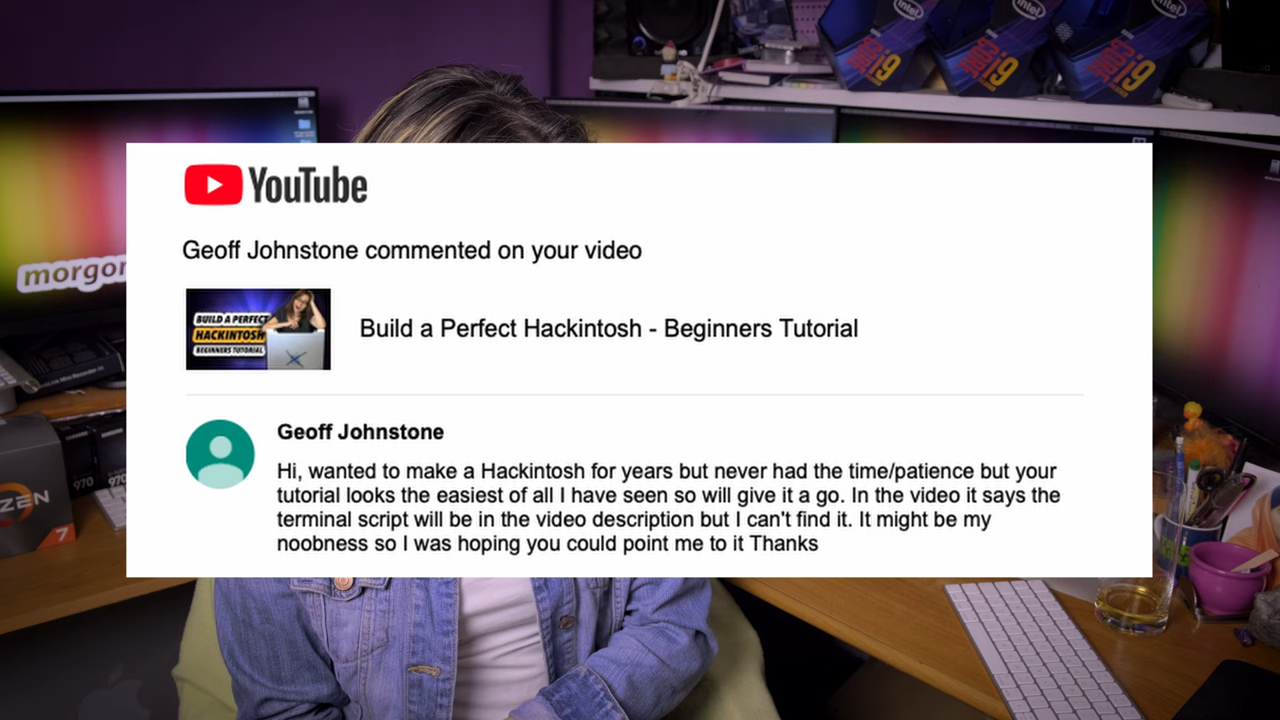 intel
intel
intel
CORE i9
CORE i9
CORE i9
YouTube
Geoff Johnstone commented on your video
morgon
BUILD A PERFECT
HACKINTOSH
BEGINNERS TUTORIAL
Build a Perfect Hackintosh - Beginners Tutorial
Geoff Johnstone
Hi, wanted to make a Hackintosh for years but never had the time/patience but your
tutorial looks the easiest of all I have seen so will give it a go. In the video it says the
terminal script will be in the video description but I can't find it. It might be my
noobness so I was hoping you could point me to it Thanks
970
970
ZEN
7